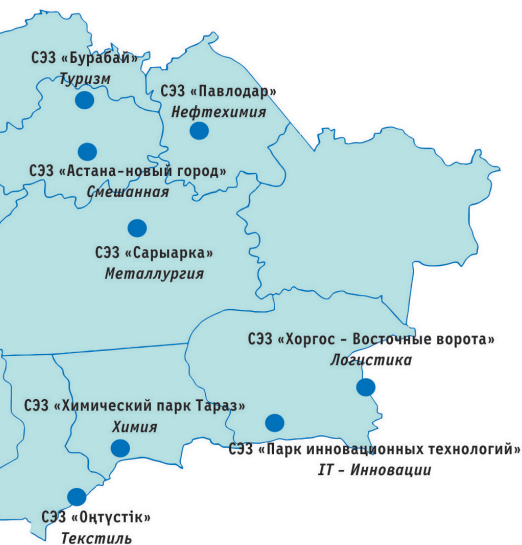 СЭЗ «Бурабай»
Туризм
СЭЗ «Павлодар»
Нефтехимия
СЭЗ «Астана-новый город»
Смешанная
СЭЗ «Сарыарка»
Металлургия
СЭЗ «Хоргос - Восточные ворота»
Логистика
СЭЗ «Химический парк Тараз»
Химия
СЭЗ «Парк инновационных технологий»
IT - Инновации
СЭЗ «Оңтүстік»
Текстиль